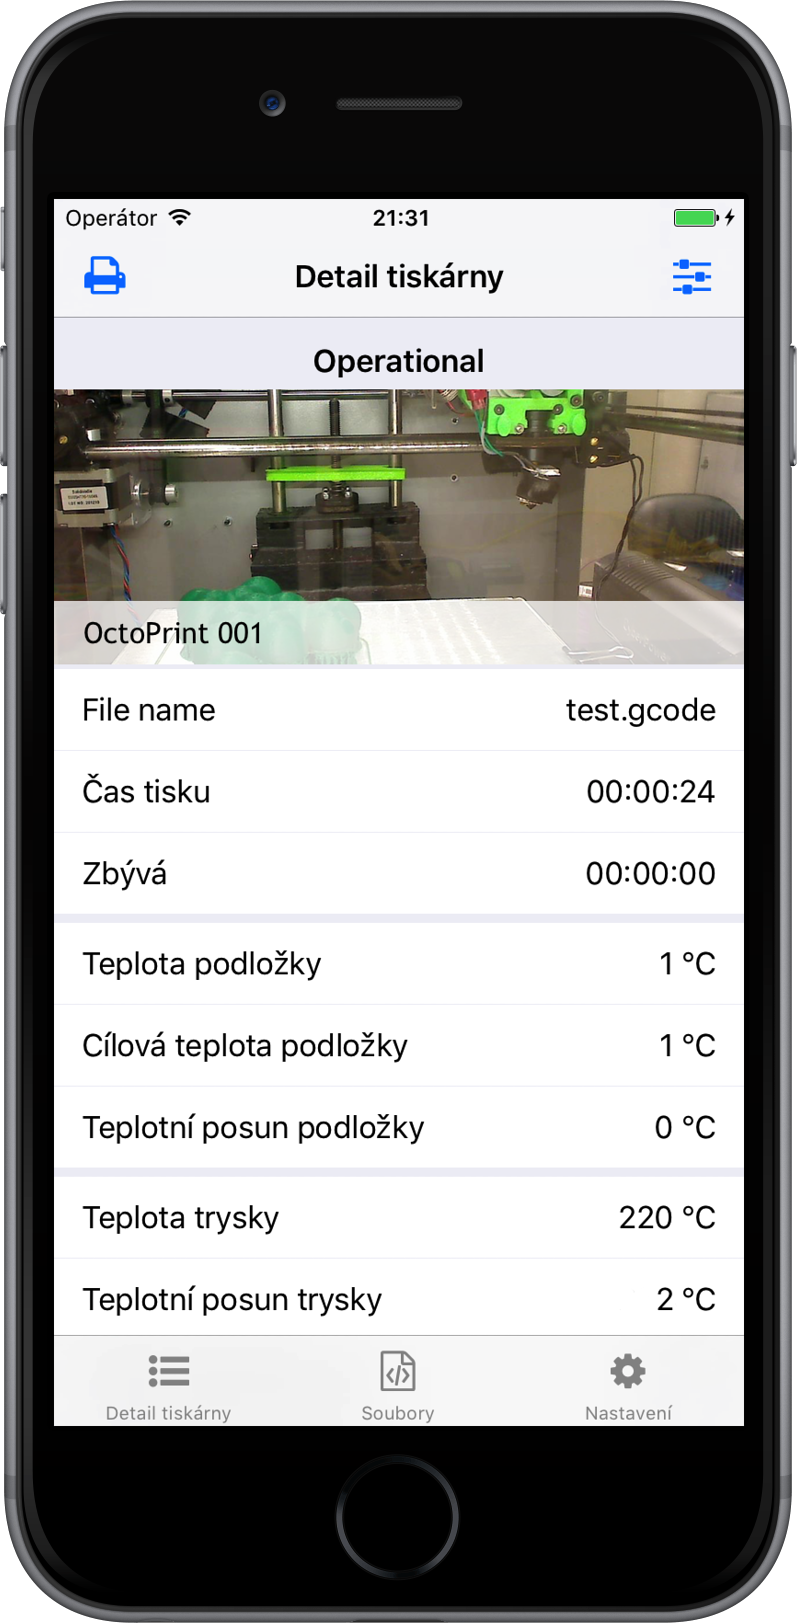 Operátor
21:31
Detail tiskárny
Operational
OctoPrint 001
File name test.gcode
Čas tisku 00:00:24
Zbývá 00:00:00
Teplota podložky 1 °C
Cílová teplota podložky 1 °C
Teplotní posun podložky 0 °C
Teplota trysky 220 °C
Teplotní posun trysky 2 °C
Detail tiskárny
Soubory
Nastavení